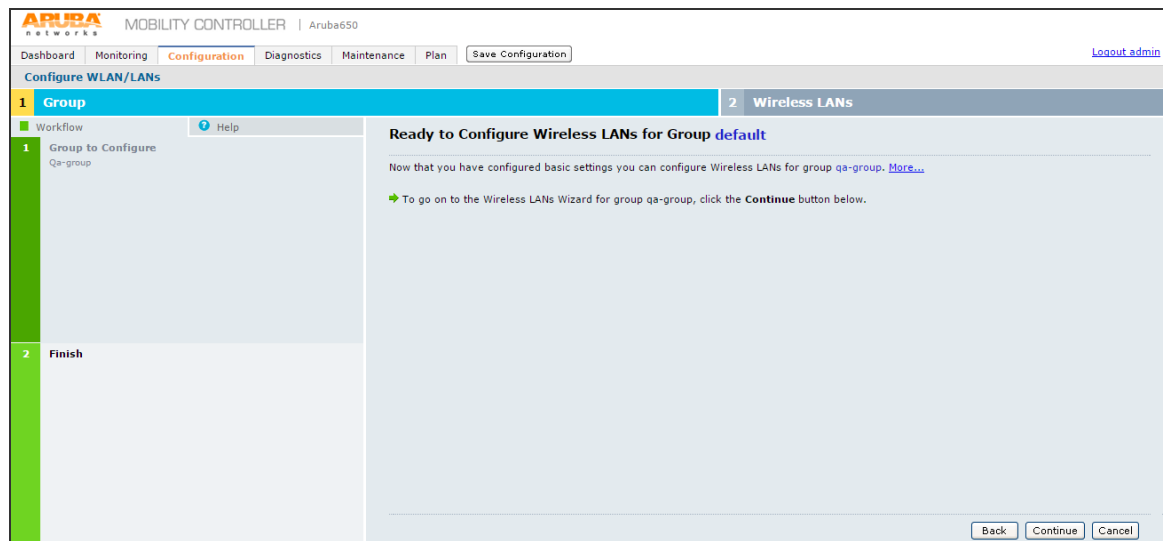 ARUBA
networks
MOBILITY CONTROLLER | Aruba650
Dashboard Monitoring Configuration Diagnostics Maintenance Plan Save Configuration Logout admin
Configure WLAN/LANs
1 Group
2 Wireless LANs
Workflow ? Help
1 Group to Configure
Qa-group
2 Finish
Ready to Configure Wireless LANs for Group default
Now that you have configured basic settings you can configure Wireless LANs for group qa-group. More...
To go on to the Wireless LANs Wizard for group qa-group, click the Continue button below.
Back Continue Cancel